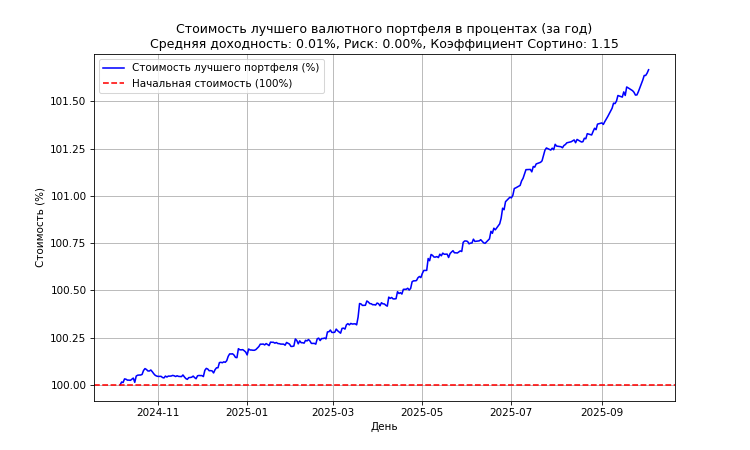 Стоимость лучшего валютного портфеля в процентах (за год)
Средняя доходность: 0.01%, Риск: 0.00%, Коэффициент Сортино: 1.15
Стоимость лучшего портфеля (%)
Начальная стоимость (100%)
101.50
101.25
101.00
100.75
100.50
100.25
100.00
Стоимость (%)
2024-11
2025-01
2025-03
2025-05
2025-07
2025-09
День